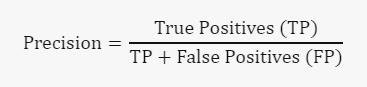 Precision = True Positives (TP)
TP + False Positives (FP)